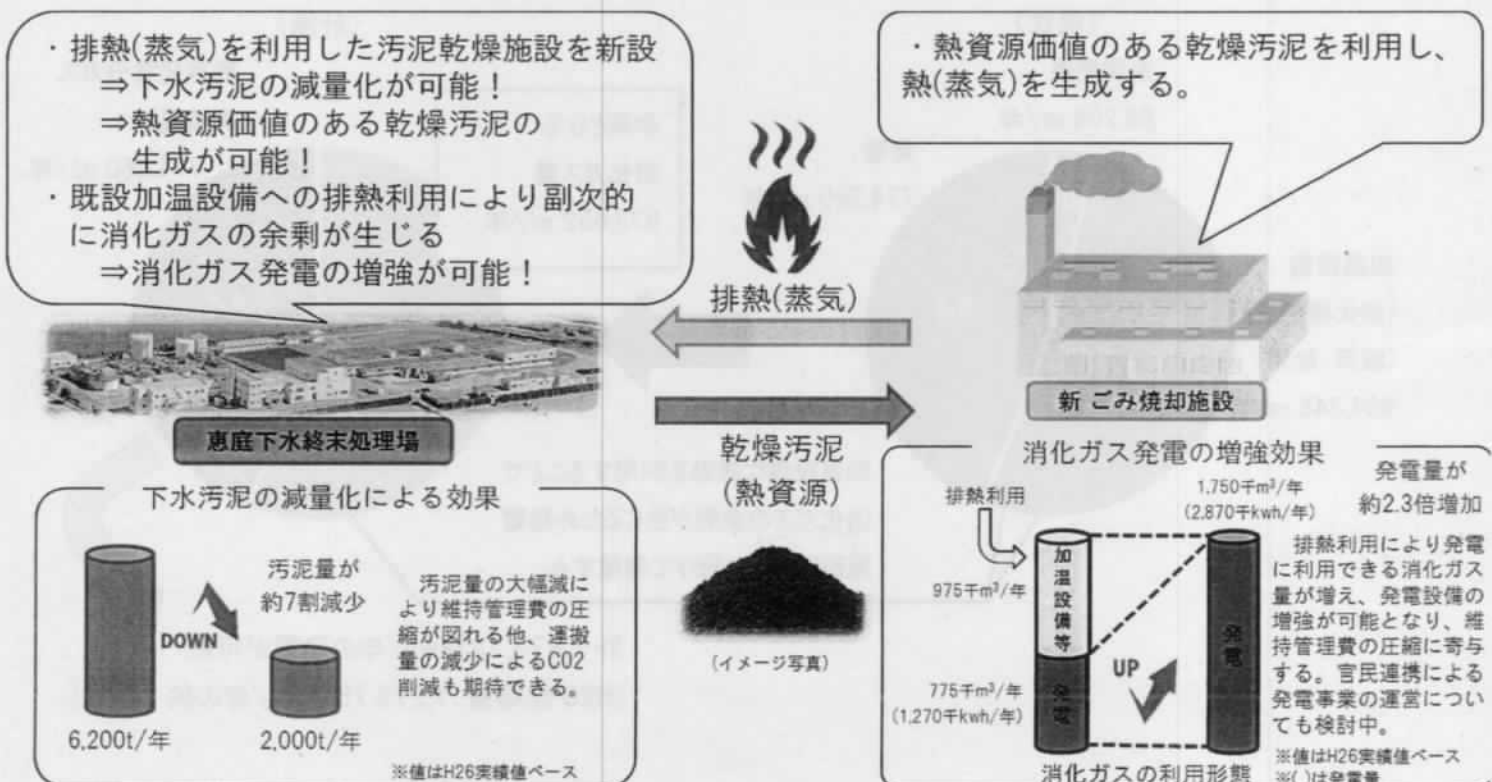 ・排熱(蒸気)を利用した汚泥乾燥施設を新設
⇒下水汚泥の減量化が可能！
⇒熱資源価値のある乾燥汚泥の
生成が可能！
・既設加温設備への排熱利用により副次的
に消化ガスの余剰が生じる
⇒消化ガス発電の増強が可能！
・熱資源価値のある乾燥汚泥を利用し、
熱(蒸気)を生成する。
排熱(蒸気)
恵庭下水終末処理場
新 ごみ焼却施設
乾燥汚泥
(熱資源)
(イメージ写真)
下水汚泥の減量化による効果
汚泥量が
約7割減少
DOWN
6,200t/年
2,000t/年
汚泥量の大幅減に
より維持管理費の圧
縮が図れる他、運搬
量の減少によるCO2
削減も期待できる。
※値はH26実績値ベース
消化ガス発電の増強効果
排熱利用
975千m³/年
加温設備等
775千m³/年
(1,270千kwh/年)
発電
UP
1,750千m³/年
(2,870千kwh/年)
発電
発電量が
約2.3倍増加
排熱利用により発電
に利用できる消化ガス
量が増え、発電設備の
増強が可能となり、維
持管理費の圧縮に寄与
する。官民連携による
発電事業の運営につい
ても検討中。
※値はH26実績値ベース
※()は発電量
消化ガスの利用形態